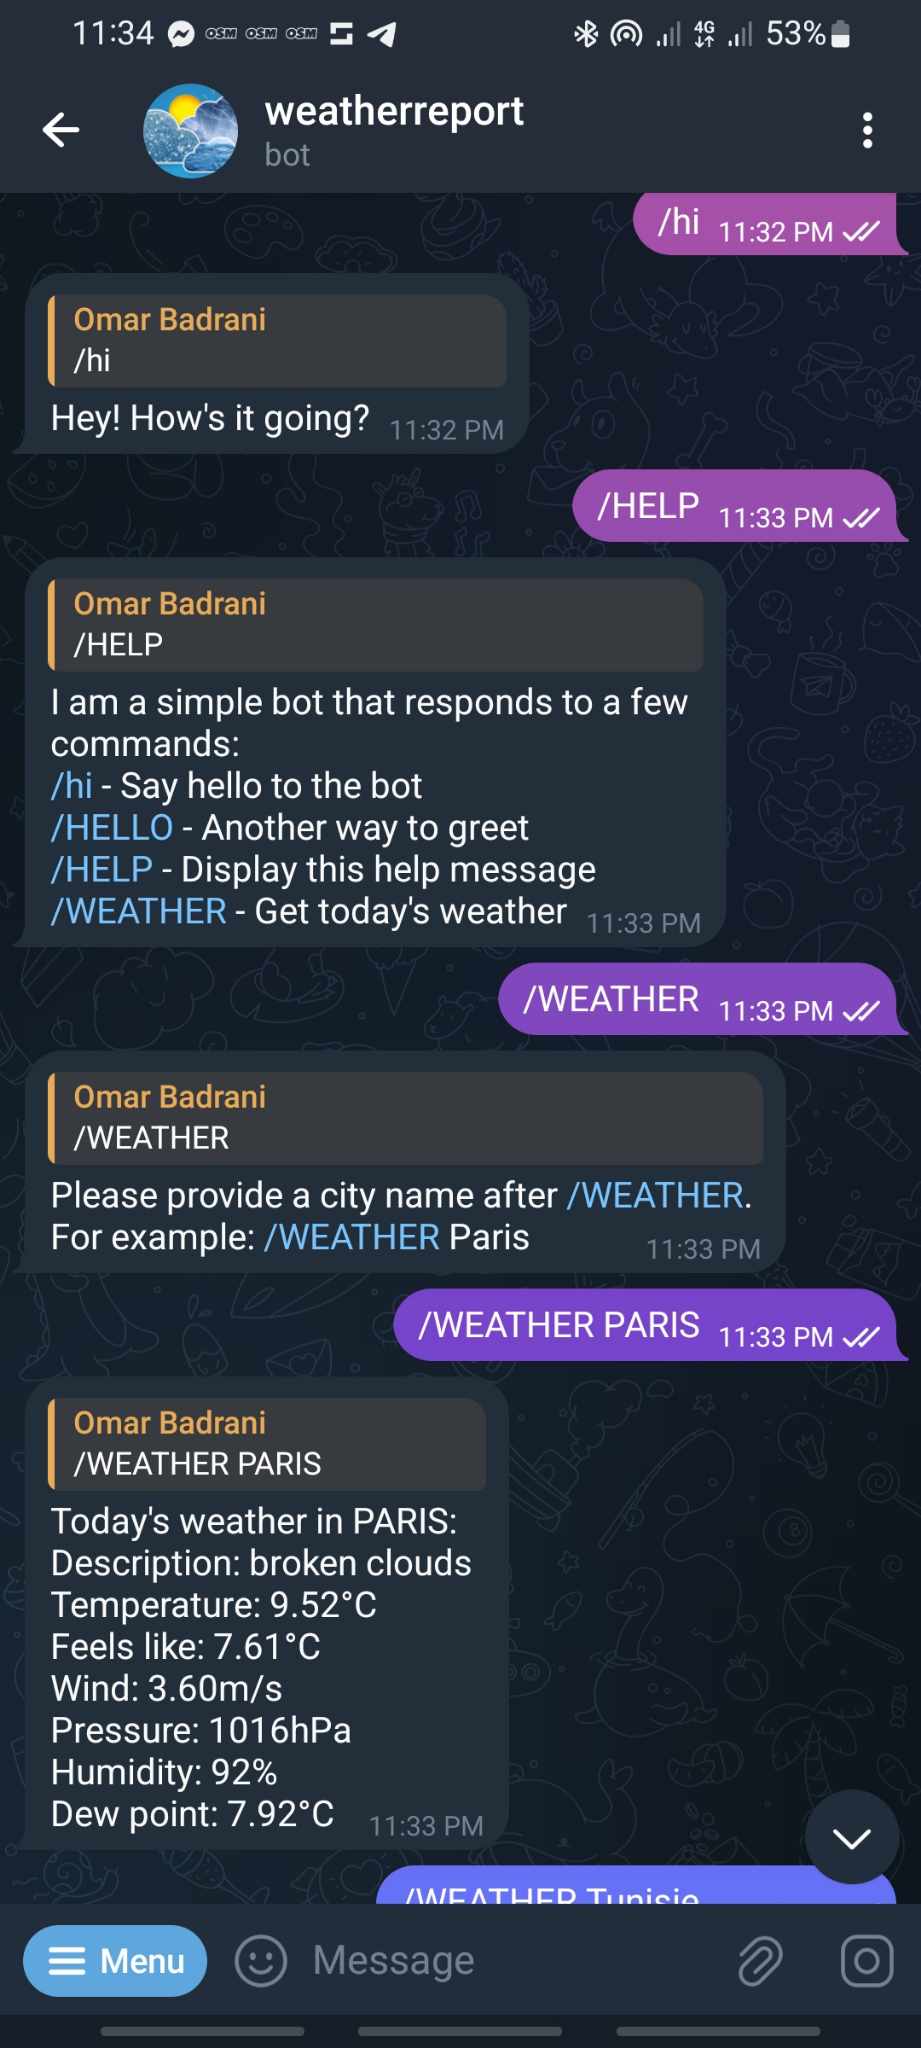 11:34 OSM OSM OSM 4G 53%
weatherreport
bot
/hi 11:32 PM
Omar Badrani
/hi
Hey! How's it going? 11:32 PM
/HELP 11:33 PM
Omar Badrani
/HELP
I am a simple bot that responds to a few
commands:
/hi - Say hello to the bot
/HELLO - Another way to greet
/HELP - Display this help message
/WEATHER - Get today's weather 11:33 PM
/WEATHER 11:33 PM
Omar Badrani
/WEATHER
Please provide a city name after /WEATHER.
For example: /WEATHER Paris 11:33 PM
/WEATHER PARIS 11:33 PM
Omar Badrani
/WEATHER PARIS
Today's weather in PARIS:
Description: broken clouds
Temperature: 9.52°C
Feels like: 7.61°C
Wind: 3.60m/s
Pressure: 1016hPa
Humidity: 92%
Dew point: 7.92°C 11:33 PM
/WEATHER Tunisie
Menu Message